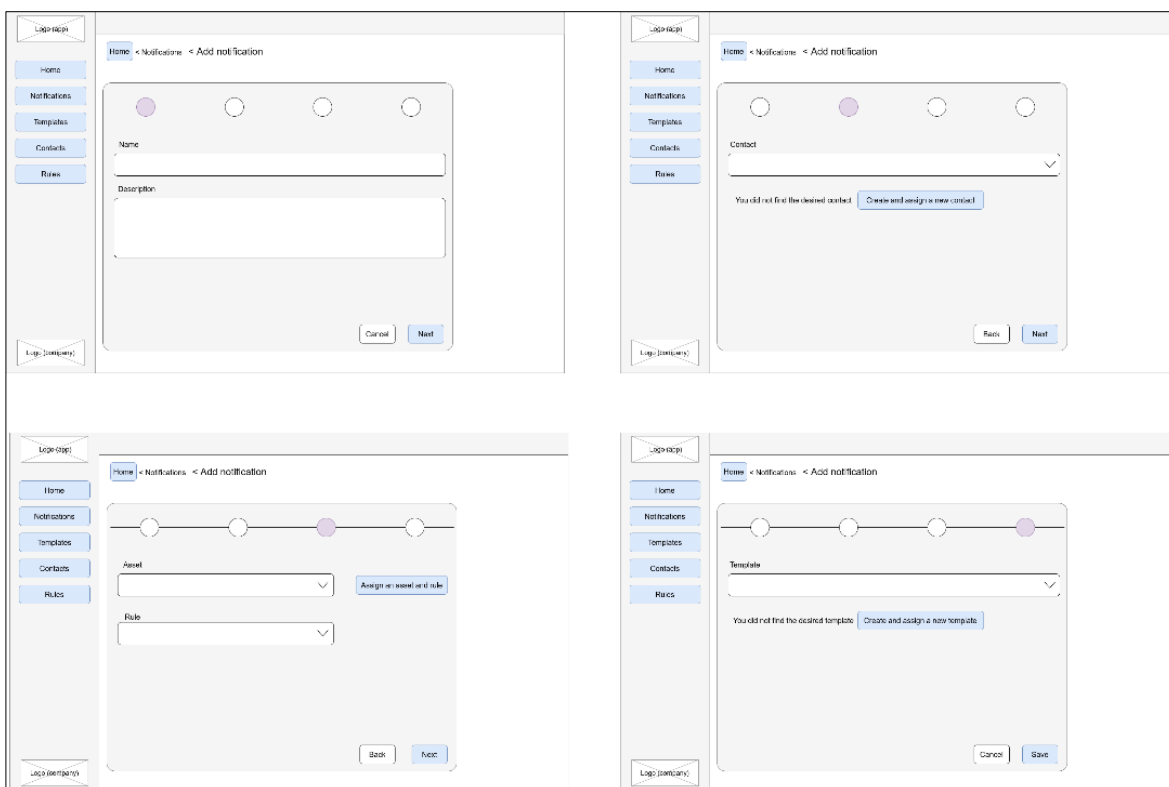 Logo (app)
Home < Notifications < Add notification
Home
Notifications
Templates
Contacts
Rules
Name
Description
Cancel Next
Logo (company)
Logo (app)
Home < Notifications < Add notification
Home
Notifications
Templates
Contacts
Rules
Contact
You did not find the desired contact Create and assign a new contact
Back Next
Logo (company)
Logo (app)
Home < Notifications < Add notification
Home
Notifications
Templates
Contacts
Rules
Asset
Assign an asset and rule
Rule
Back Next
Logo (company)
Logo (app)
Home < Notifications < Add notification
Home
Notifications
Templates
Contacts
Rules
Template
You did not find the desired template Create and assign a new template
Cancel Save
Logo (company)